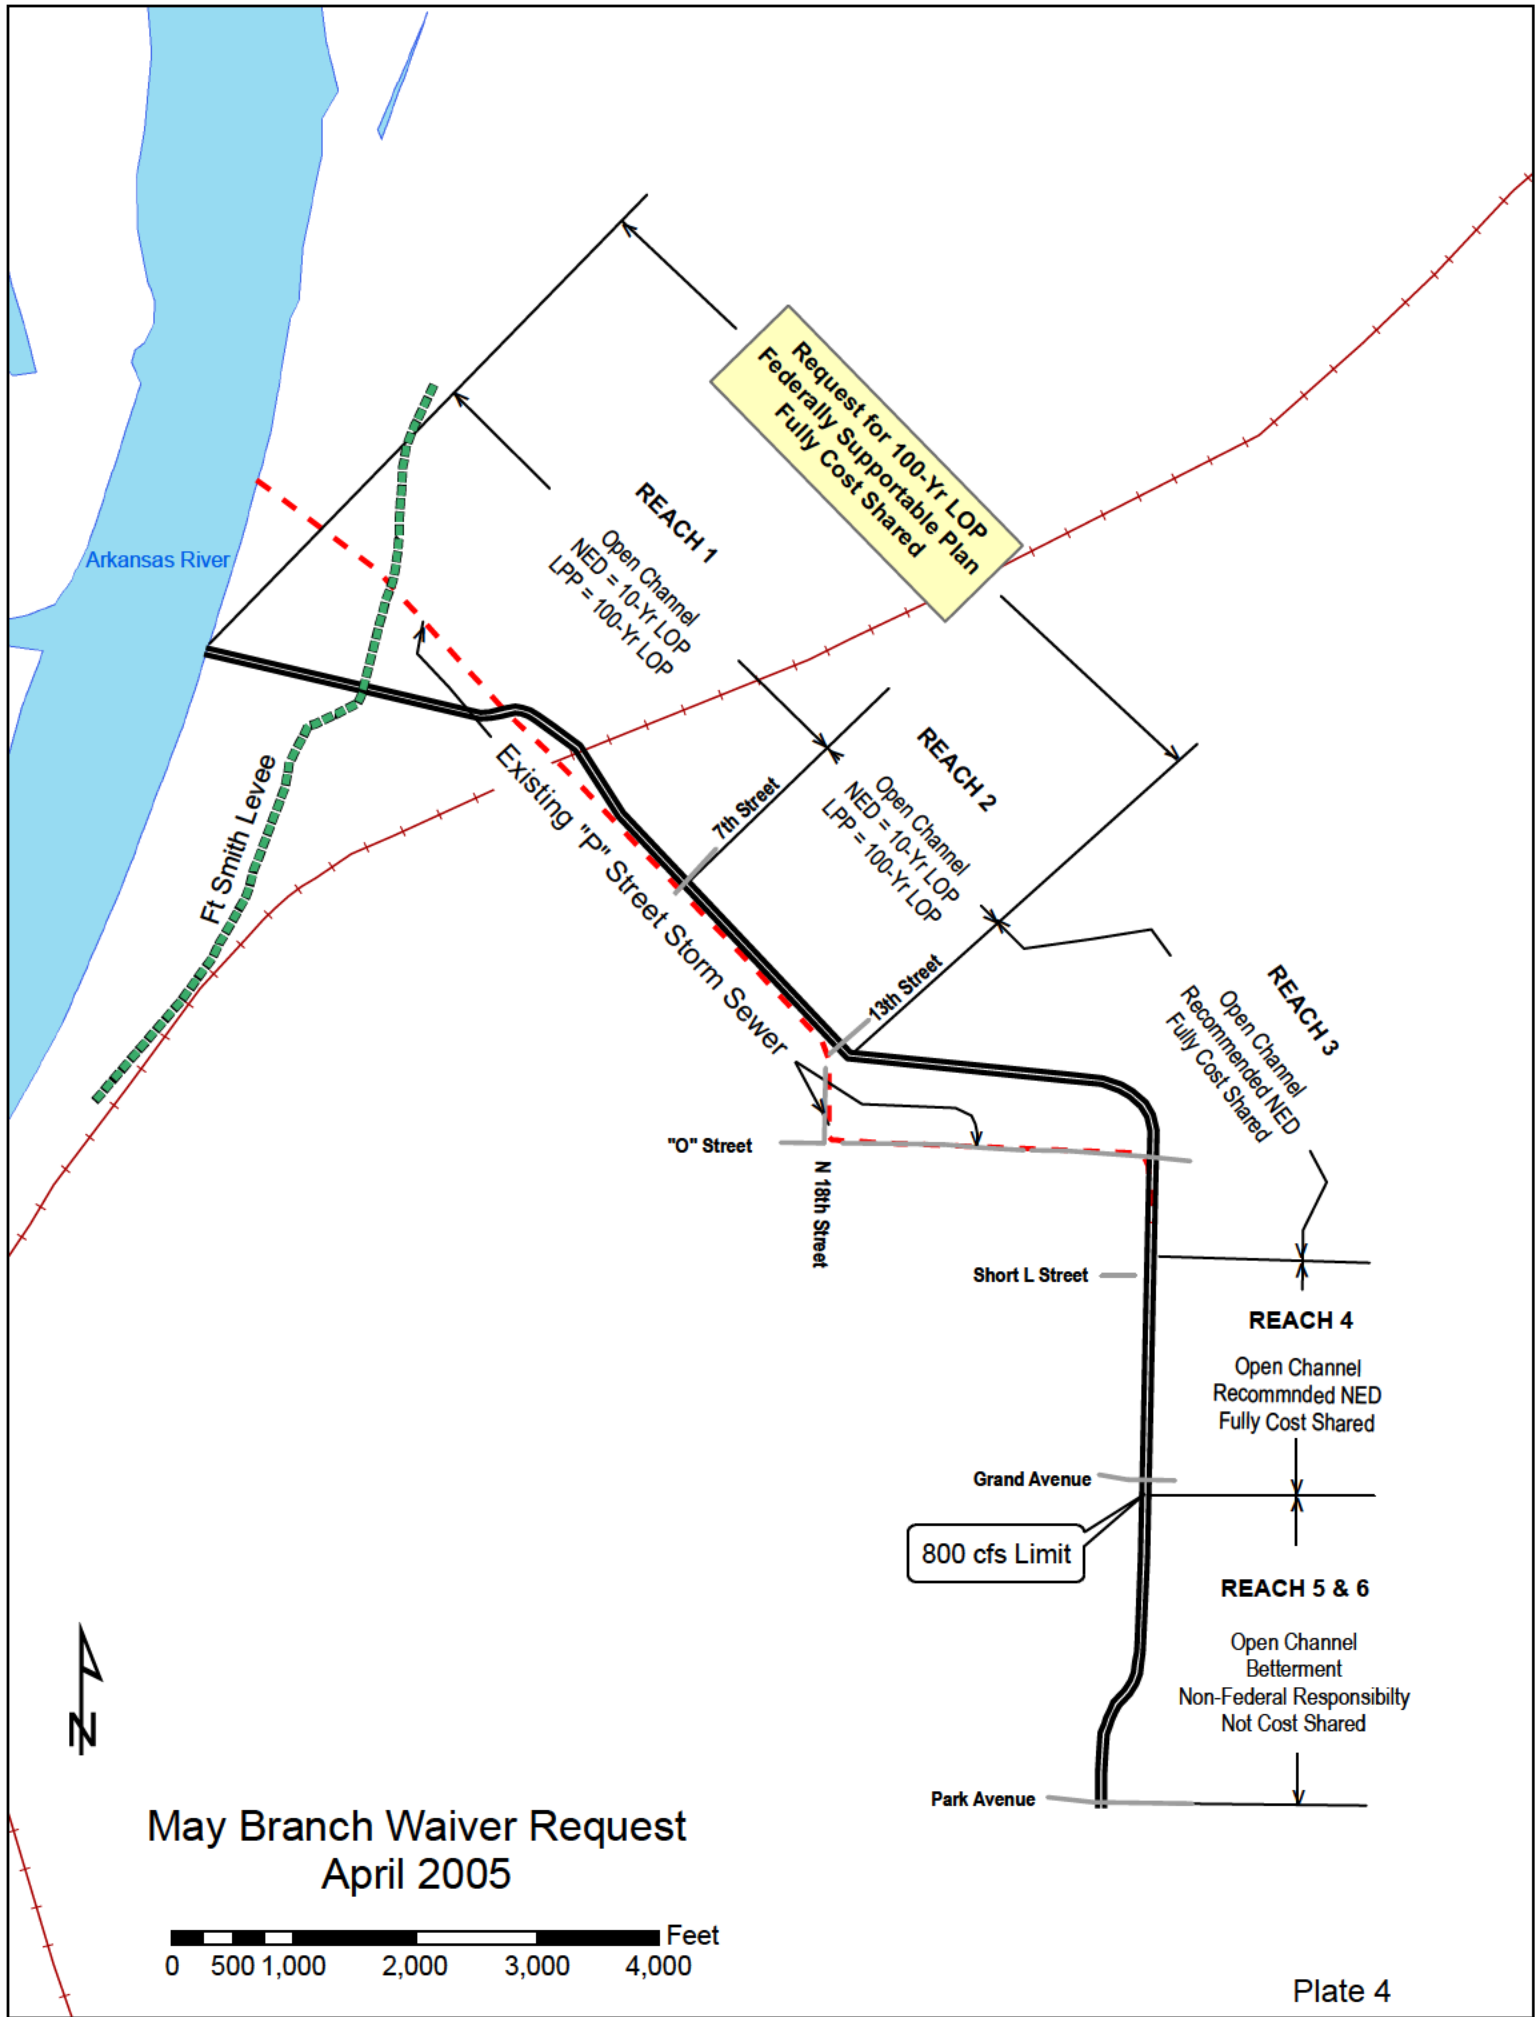 Request for 100-Yr LOP
Federally Supportable Plan
Fully Cost Shared
Arkansas River
REACH 1
Open Channel
NED = 10-Yr LOP
LPP = 100-Yr LOP
REACH 2
Open Channel
NED = 10-Yr LOP
LPP = 100-Yr LOP
7th Street
Ft Smith Levee
Existing "P" Street Storm Sewer
13th Street
REACH 3
Open Channel
Recommended NED
Fully Cost Shared
"O" Street
N 18th Street
Short L Street
REACH 4
Open Channel
Recommnded NED
Fully Cost Shared
Grand Avenue
800 cfs Limit
REACH 5 & 6
Open Channel
Betterment
Non-Federal Responsibilty
Not Cost Shared
N
Park Avenue
May Branch Waiver Request
April 2005
Feet
0 500 1,000 2,000 3,000 4,000
Plate 4